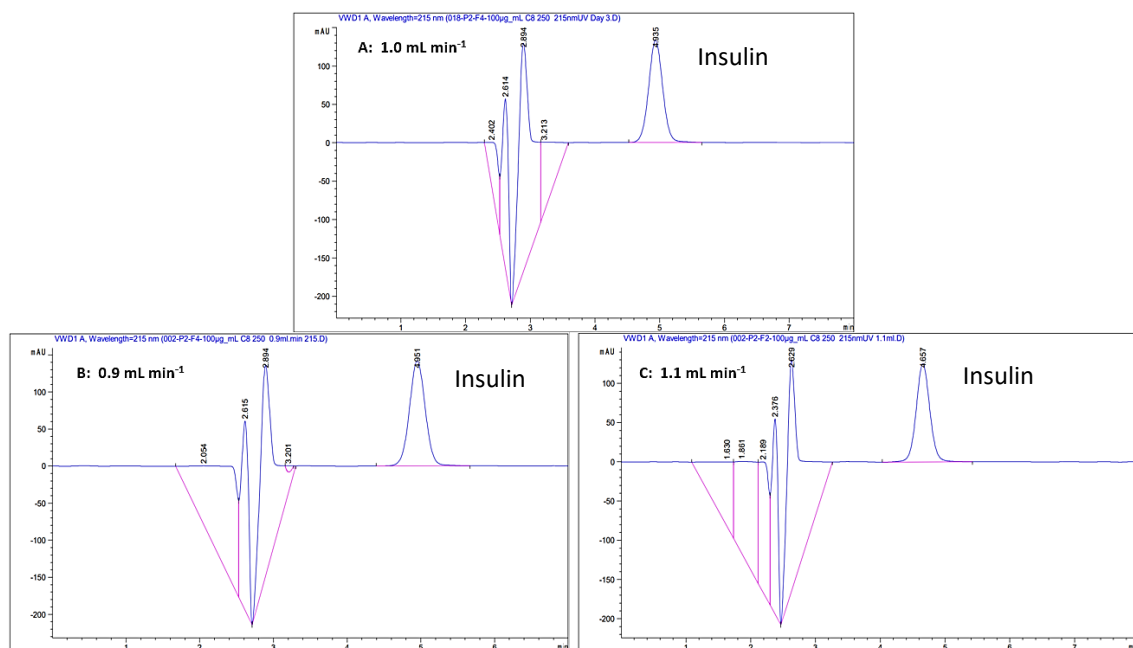 VWD1 A, Wavelength=215 nm (018-P2-F4-100µg_mL C8 250 215nmUV Day 3.D)
mAU
A: 1.0 mL min⁻¹
Insulin
2.402
2.614
2.894
3.213
4.935
100
50
0
-50
-100
-150
-200
1 2 3 4 5 6 7 min
VWD1 A, Wavelength=215 nm (002-P2-F4-100µg_mL C8 250 0.9ml.min 215.D)
mAU
B: 0.9 mL min⁻¹
Insulin
2.054
2.615
2.894
3.201
4.951
100
50
0
-50
-100
-150
-200
1 2 3 4 5 6 min
VWD1 A, Wavelength=215 nm (002-P2-F2-100µg_mL C8 250 215nmUV 1.1ml.D)
mAU
C: 1.1 mL min⁻¹
Insulin
1.630
1.861
2.189
2.376
2.629
4.657
100
50
0
-50
-100
-150
-200
1 2 3 4 5 6 7